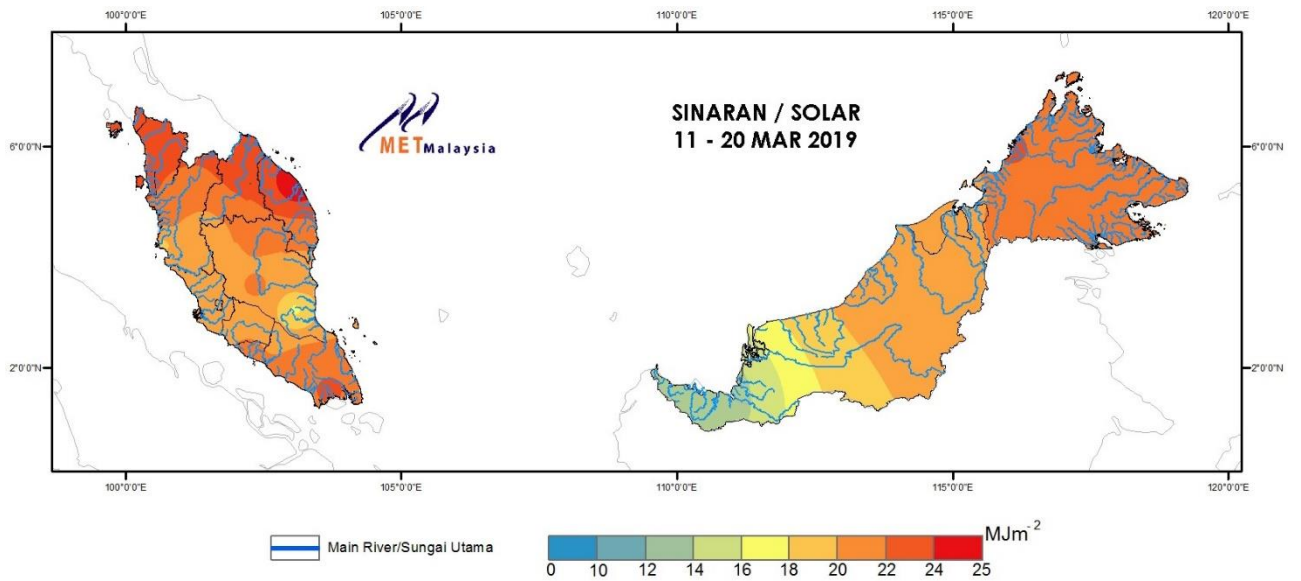 100°0'0"E 105°0'0"E 110°0'0"E 115°0'0"E 120°0'0"E
METMalaysia
SINARAN / SOLAR
11 - 20 MAR 2019
6°0'0"N 6°0'0"N
2°0'0"N 2°0'0"N
100°0'0"E 105°0'0"E 110°0'0"E 115°0'0"E 120°0'0"E
Main River/Sungai Utama
MJm⁻²
0 10 12 14 16 18 20 22 24 25